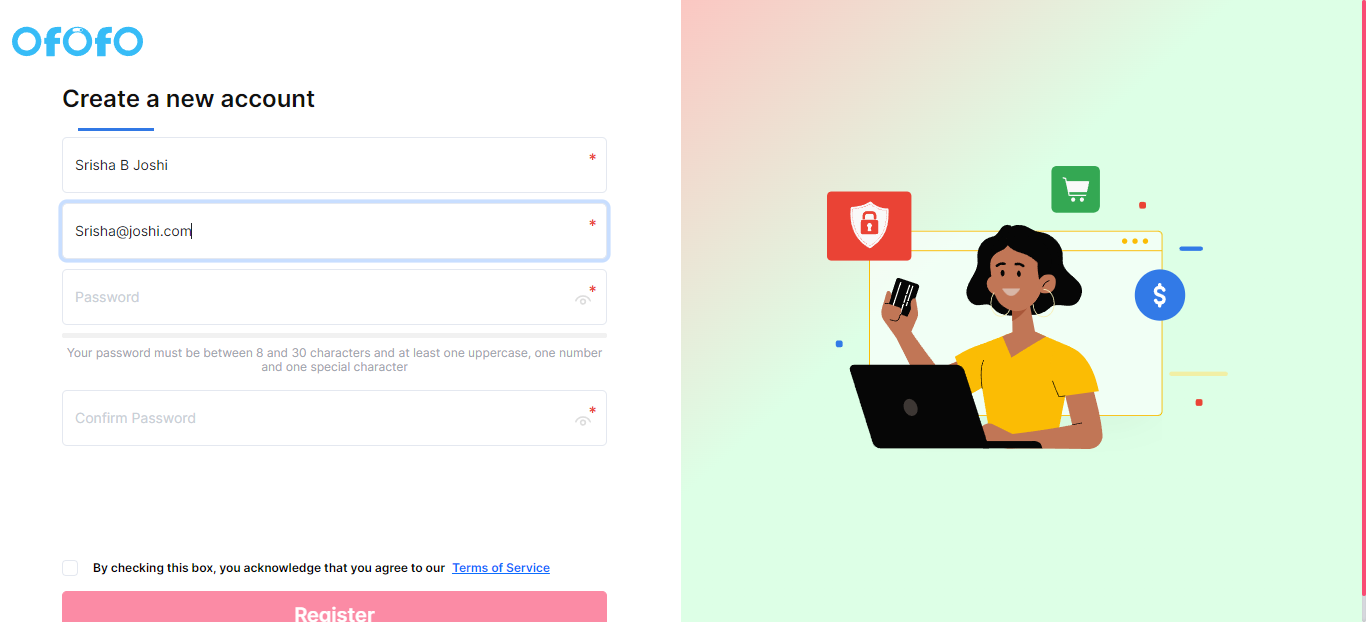 OfOfO
Create a new account
Srisha B Joshi
*
Srisha@joshi.com
*
Password
*
Your password must be between 8 and 30 characters and at least one uppercase, one number
and one special character
Confirm Password
*
By checking this box, you acknowledge that you agree to our Terms of Service
Register
$